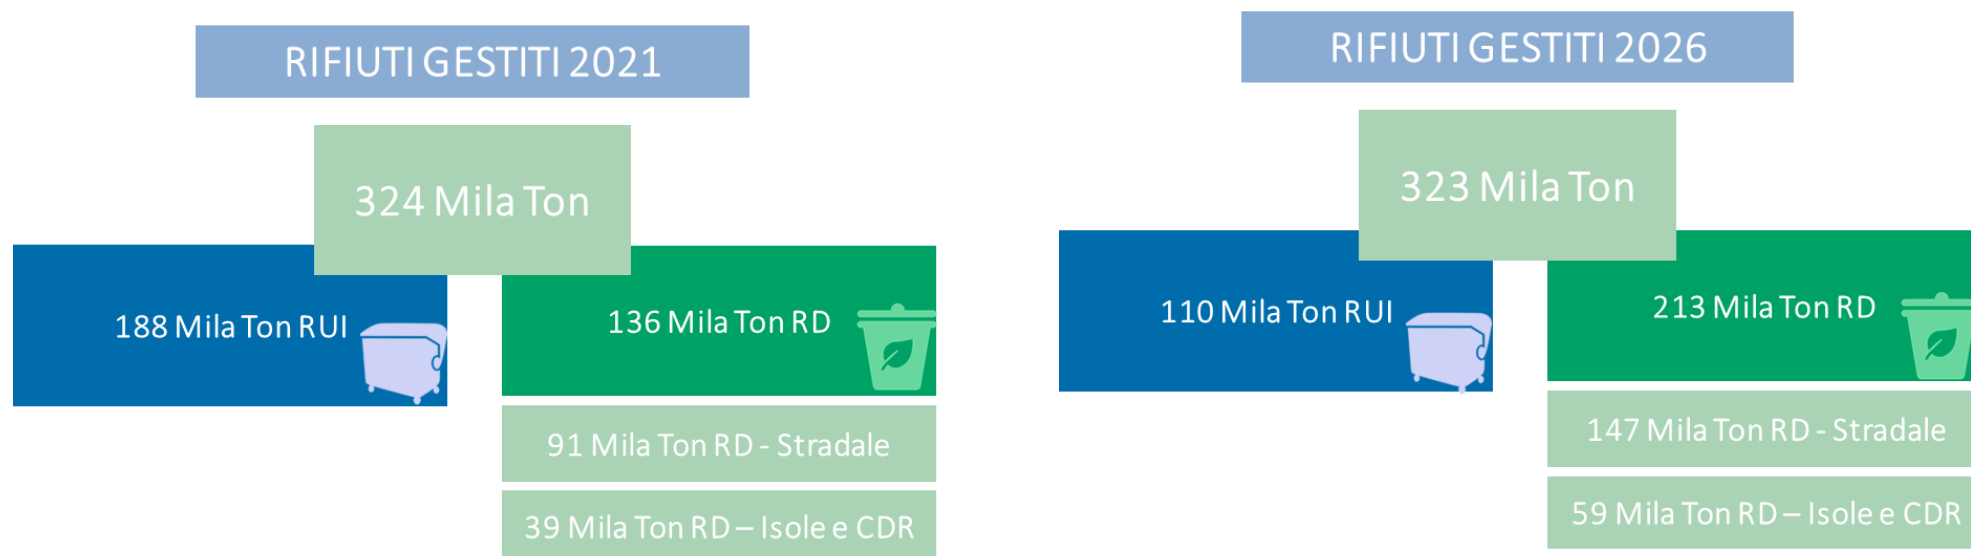 RIFIUTI GESTITI 2021
324 Mila Ton
188 Mila Ton RUI
136 Mila Ton RD
91 Mila Ton RD - Stradale
39 Mila Ton RD – Isole e CDR
RIFIUTI GESTITI 2026
323 Mila Ton
110 Mila Ton RUI
213 Mila Ton RD
147 Mila Ton RD - Stradale
59 Mila Ton RD – Isole e CDR